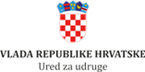 VLADA REPUBLIKE HRVATSKE
Ured za udruge